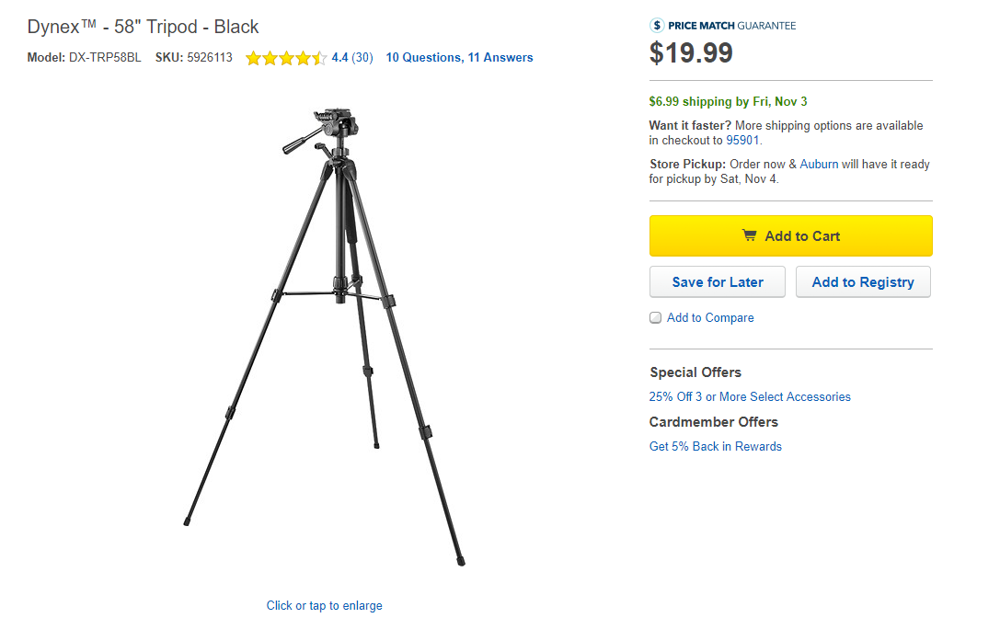 Dynex™ - 58" Tripod - Black
Model: DX-TRP58BL SKU: 5926113 4.4 (30) 10 Questions, 11 Answers
Click or tap to enlarge
$ PRICE MATCH GUARANTEE
$19.99
$6.99 shipping by Fri, Nov 3
Want it faster? More shipping options are available
in checkout to 95901.
Store Pickup: Order now & Auburn will have it ready
for pickup by Sat, Nov 4.
Add to Cart
Save for Later Add to Registry
Add to Compare
Special Offers
25% Off 3 or More Select Accessories
Cardmember Offers
Get 5% Back in Rewards